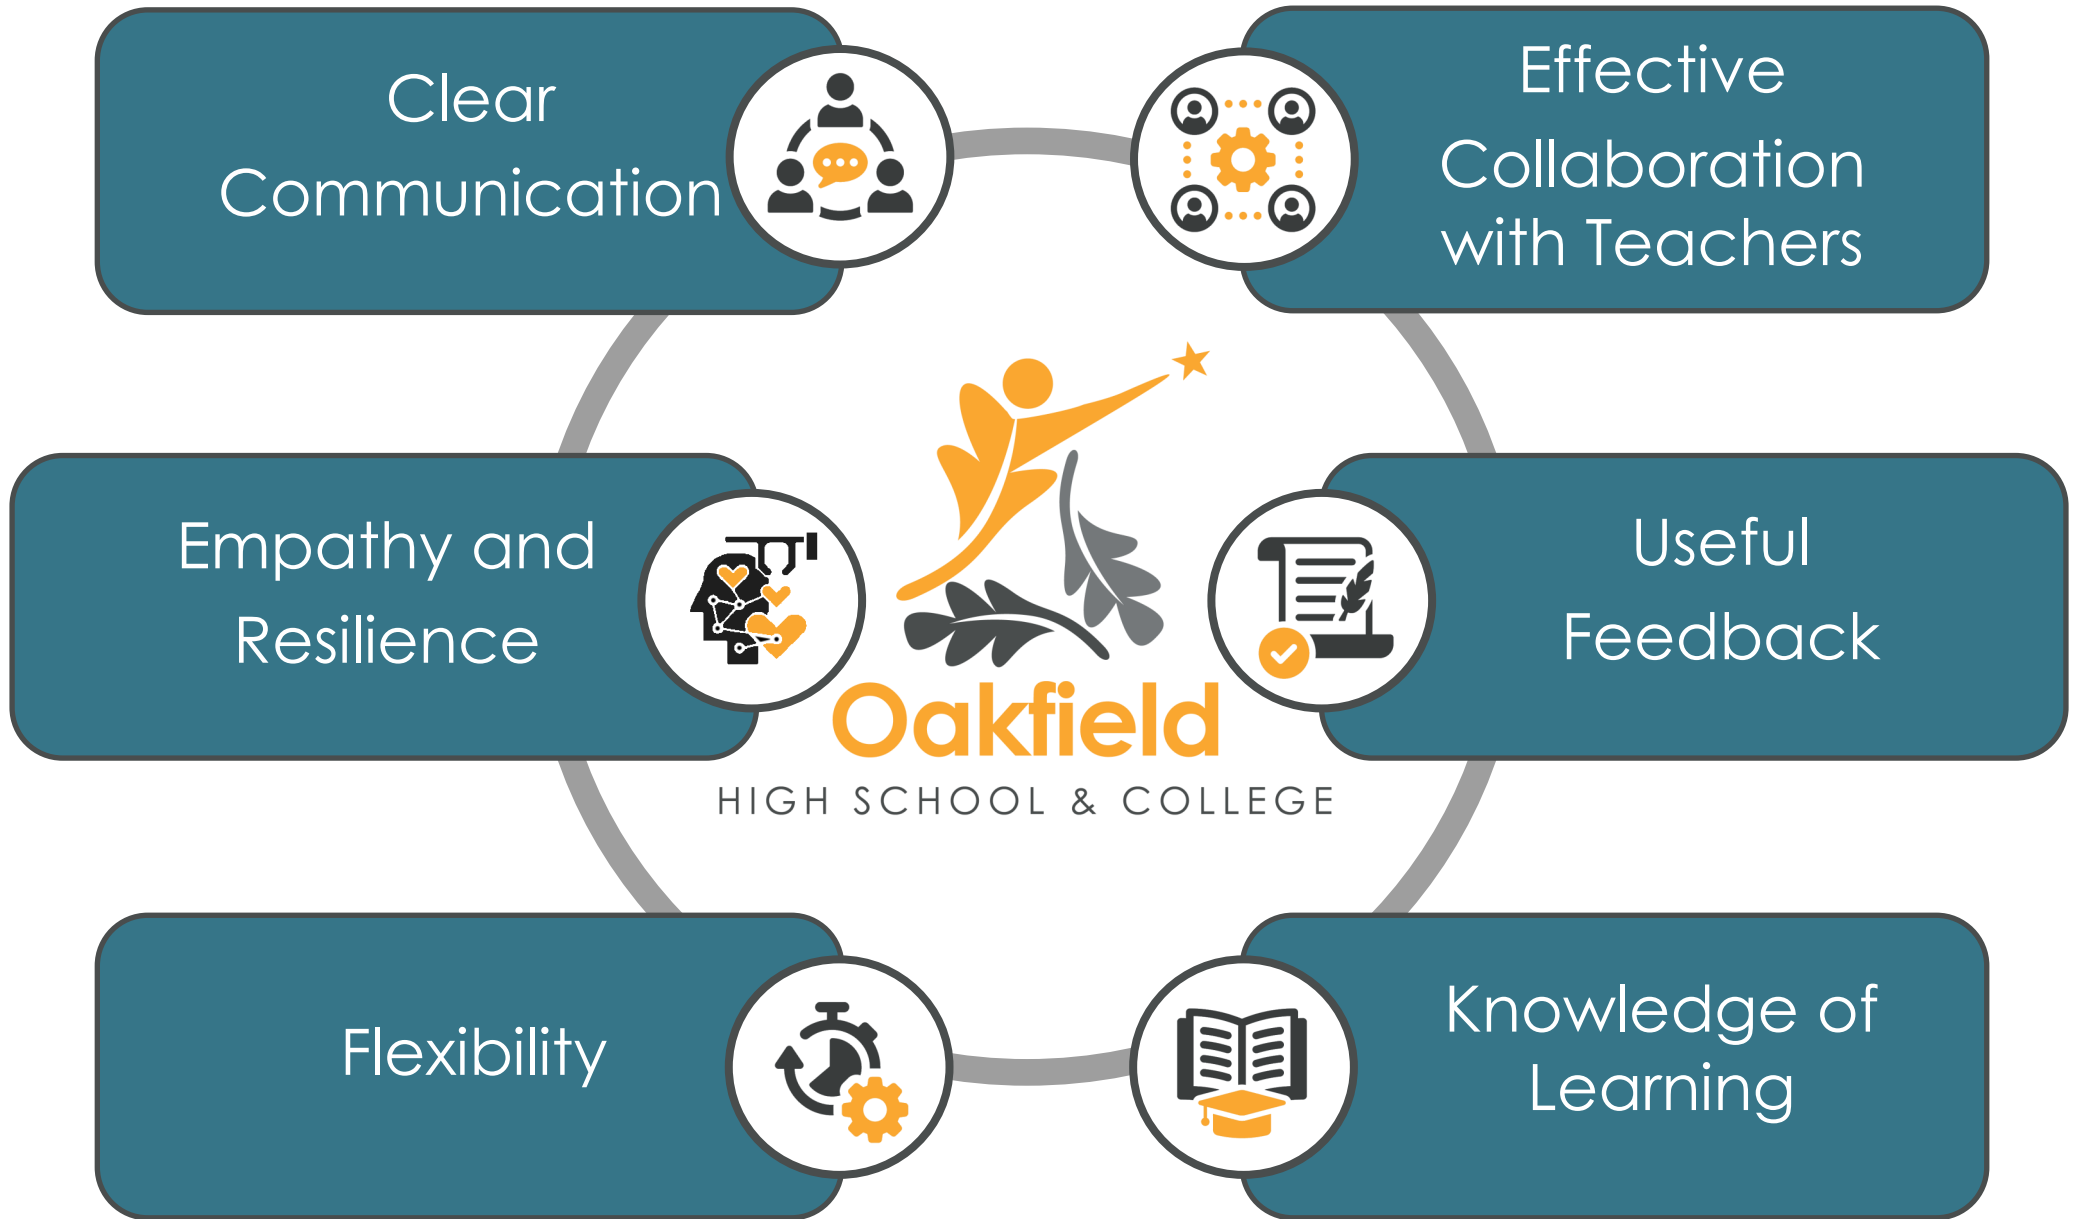 Clear
Communication
Effective
Collaboration
with Teachers
Empathy and
Resilience
Useful
Feedback
Oakfield
HIGH SCHOOL & COLLEGE
Flexibility
Knowledge of
Learning